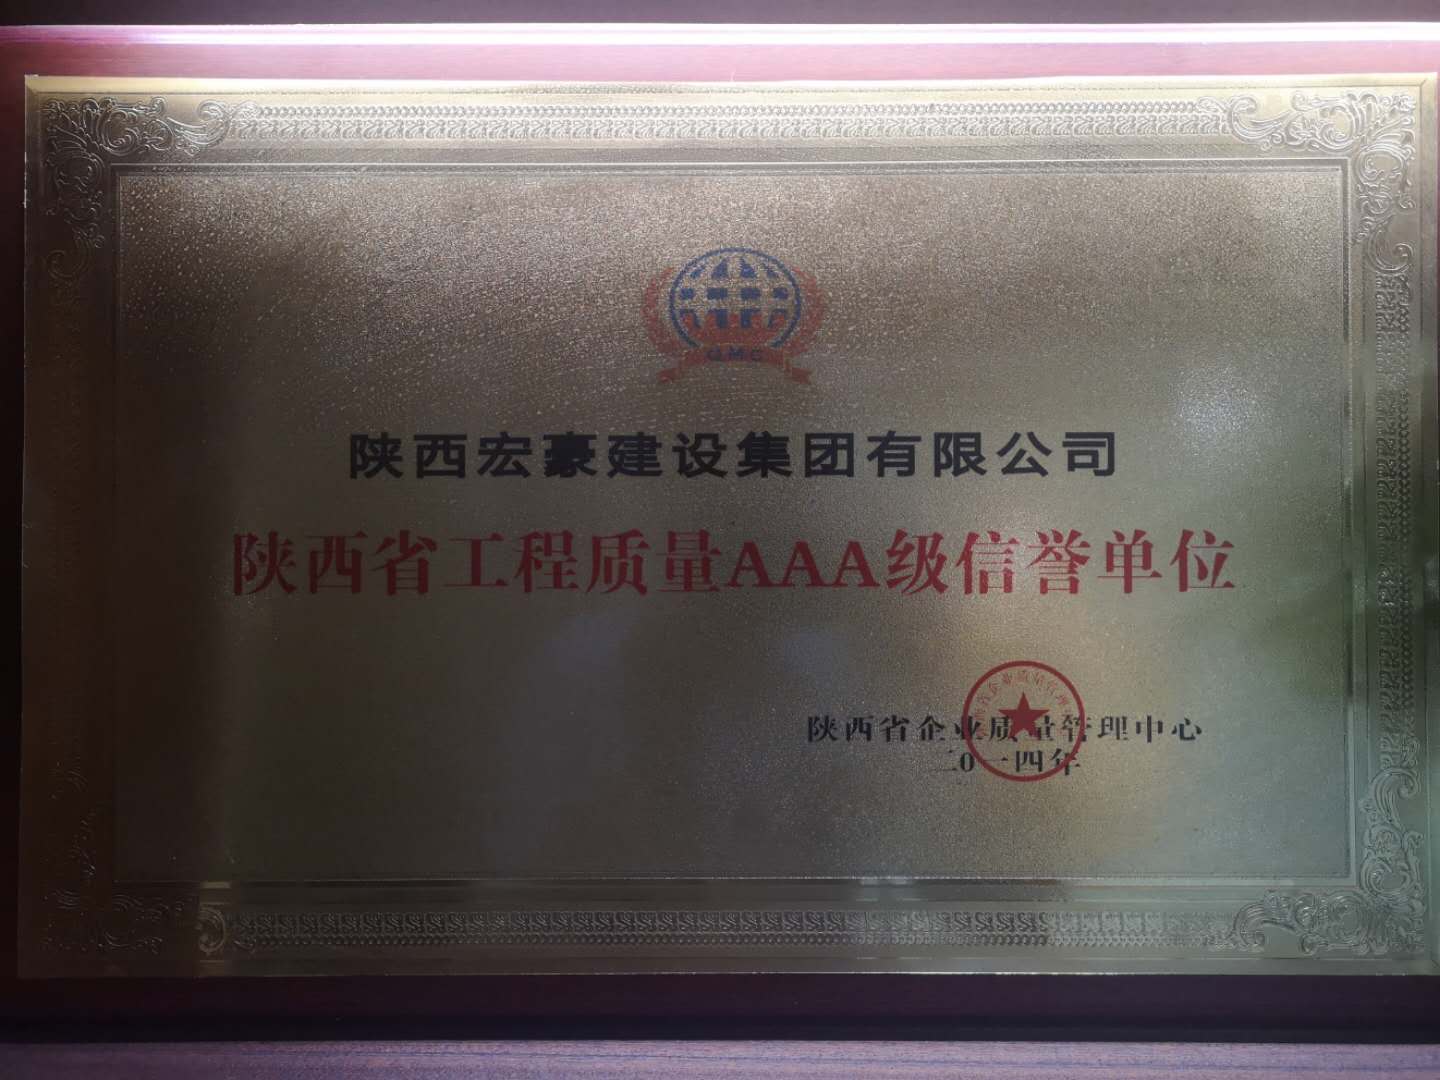 QMC
陕西宏豪建设集团有限公司
陕西省工程质量AAA级信誉单位
陕西省企业质量管理中心
二0一四年